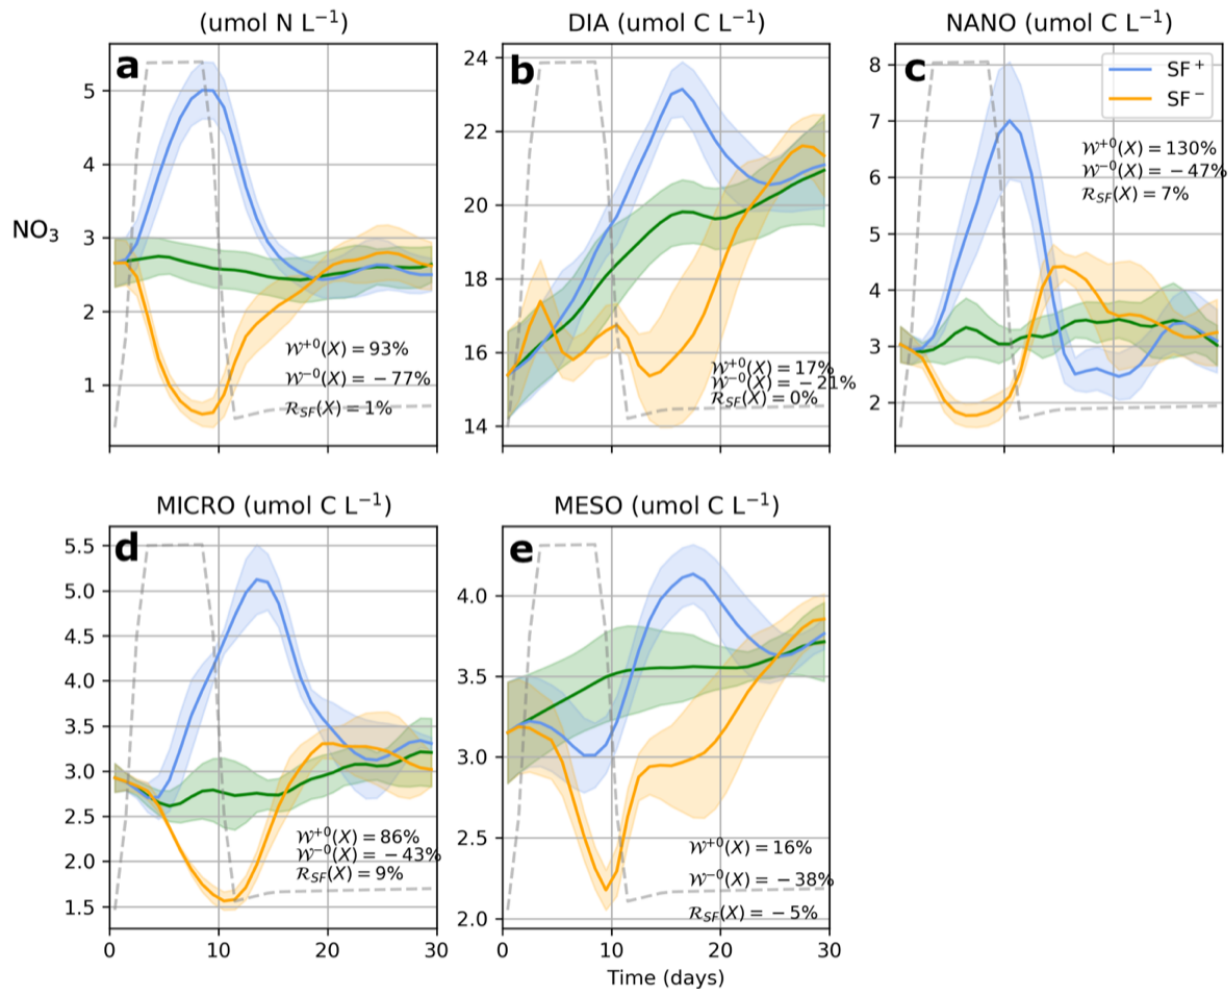 (umol N L⁻¹)
DIA (umol C L⁻¹)
NANO (umol C L⁻¹)
a
b
c
SF⁺
SF⁻
NO₃
5
4
3
2
1
24
22
20
18
16
14
8
7
6
5
4
3
2
𝒲⁺⁰(X) = 93%
𝒲⁻⁰(X) = − 77%
ℛ_SF(X) = 1%
𝒲⁺⁰(X) = 17%
𝒲⁻⁰(X) = − 21%
ℛ_SF(X) = 0%
𝒲⁺⁰(X) = 130%
𝒲⁻⁰(X) = − 47%
ℛ_SF(X) = 7%
MICRO (umol C L⁻¹)
MESO (umol C L⁻¹)
d
e
5.5
5.0
4.5
4.0
3.5
3.0
2.5
2.0
1.5
4.0
3.5
3.0
2.5
2.0
𝒲⁺⁰(X) = 86%
𝒲⁻⁰(X) = − 43%
ℛ_SF(X) = 9%
𝒲⁺⁰(X) = 16%
𝒲⁻⁰(X) = − 38%
ℛ_SF(X) = − 5%
0 10 20 30
0 10 20 30
Time (days)